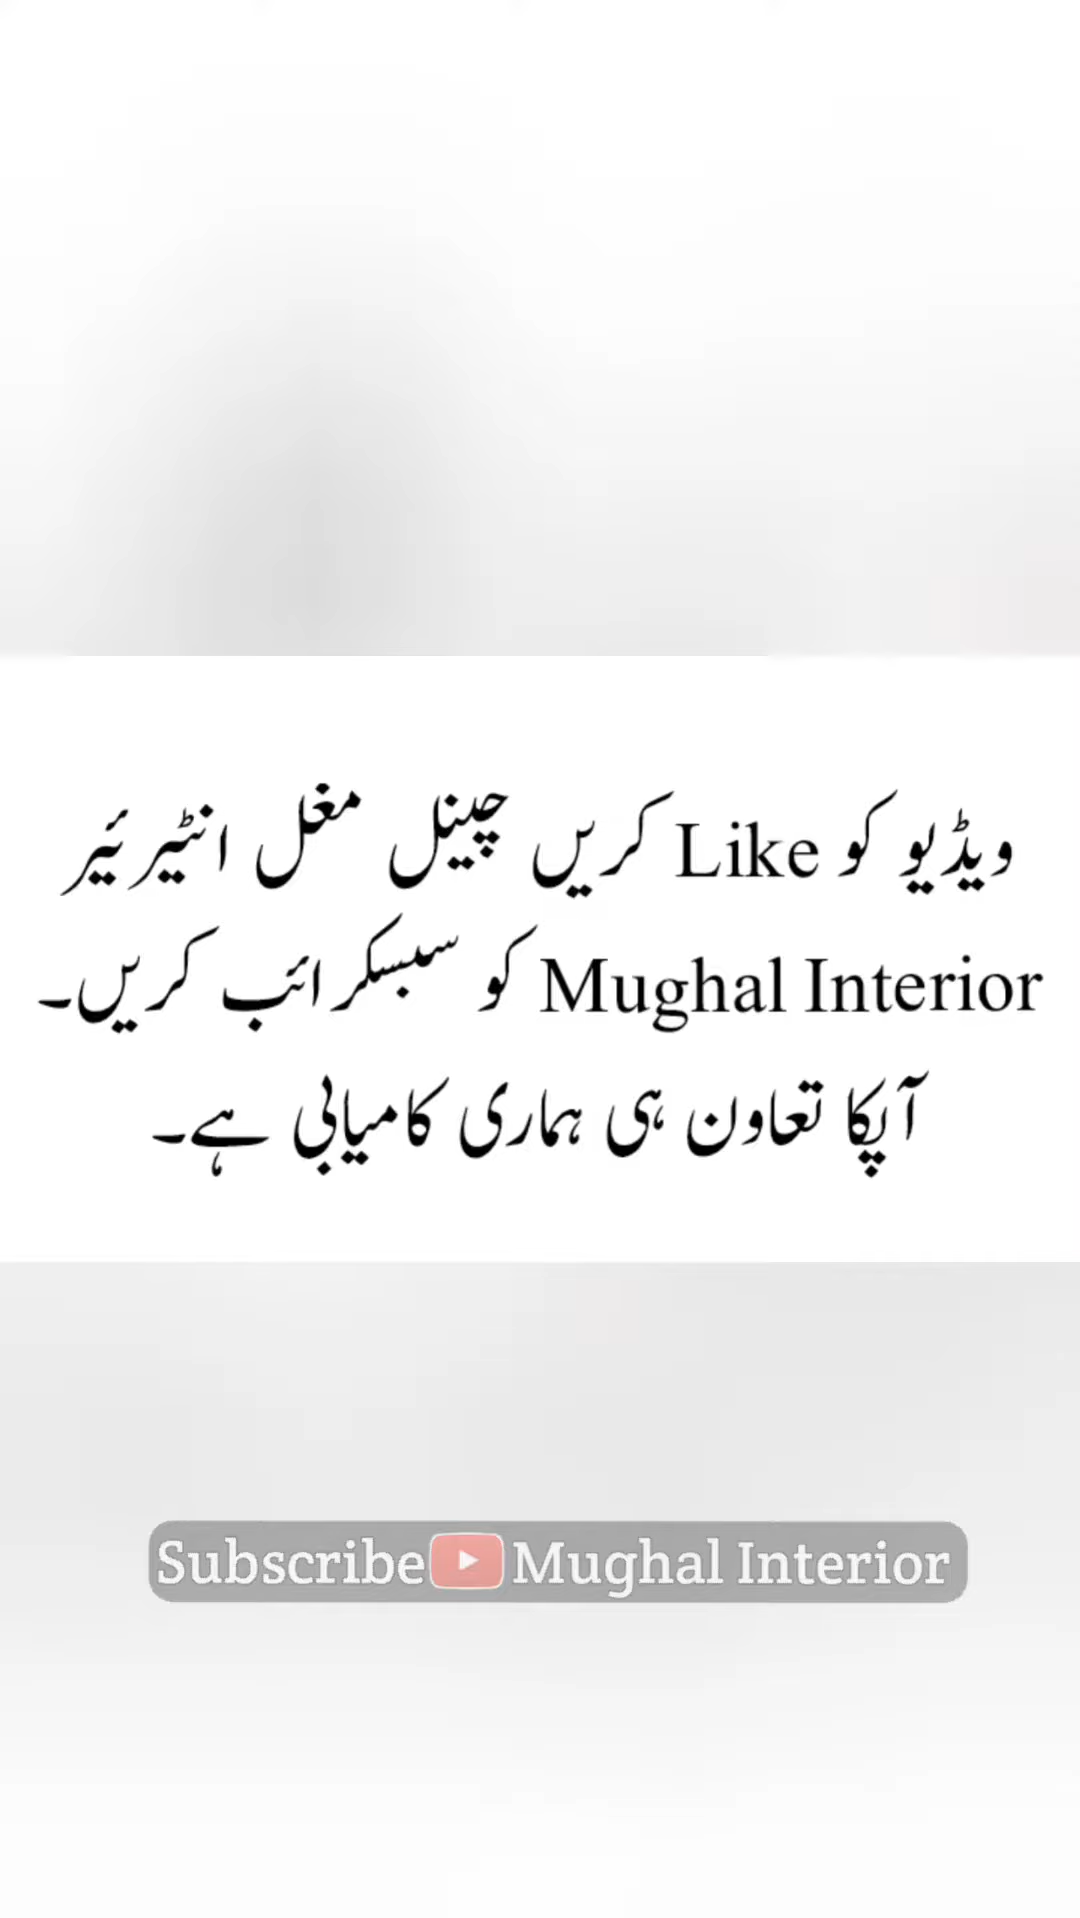 ویڈیو کو Like کریں چینل مغل انٹیرئیر
Mughal Interior کو سبسکرائب کریں۔
آپکا تعاون ہی ہماری کامیابی ہے۔
Subscribe Mughal Interior